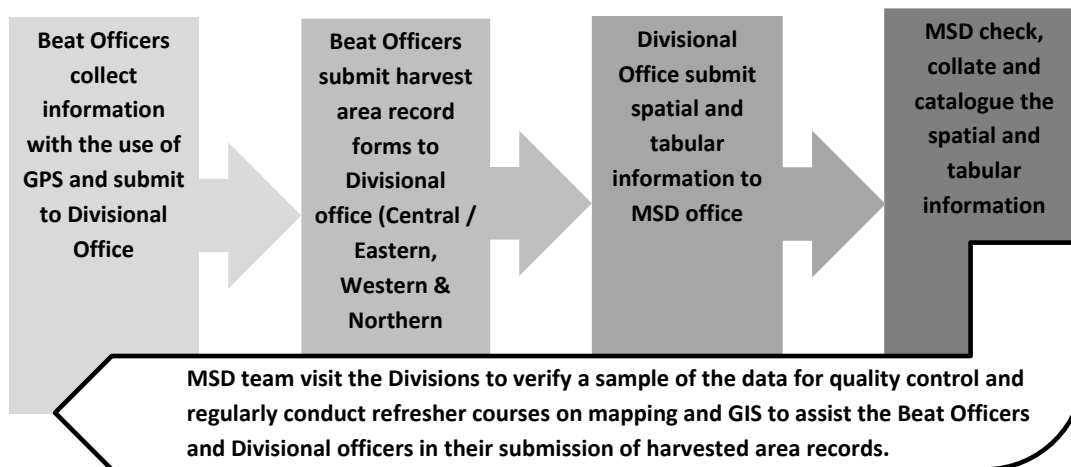 Beat Officers
collect
information
with the use of
GPS and submit
to Divisional
Office
Beat Officers
submit harvest
area record
forms to
Divisional
office (Central /
Eastern,
Western &
Northern
Divisional
Office submit
spatial and
tabular
information to
MSD office
MSD check,
collate and
catalogue the
spatial and
tabular
information
MSD team visit the Divisions to verify a sample of the data for quality control and
regularly conduct refresher courses on mapping and GIS to assist the Beat Officers
and Divisional officers in their submission of harvested area records.